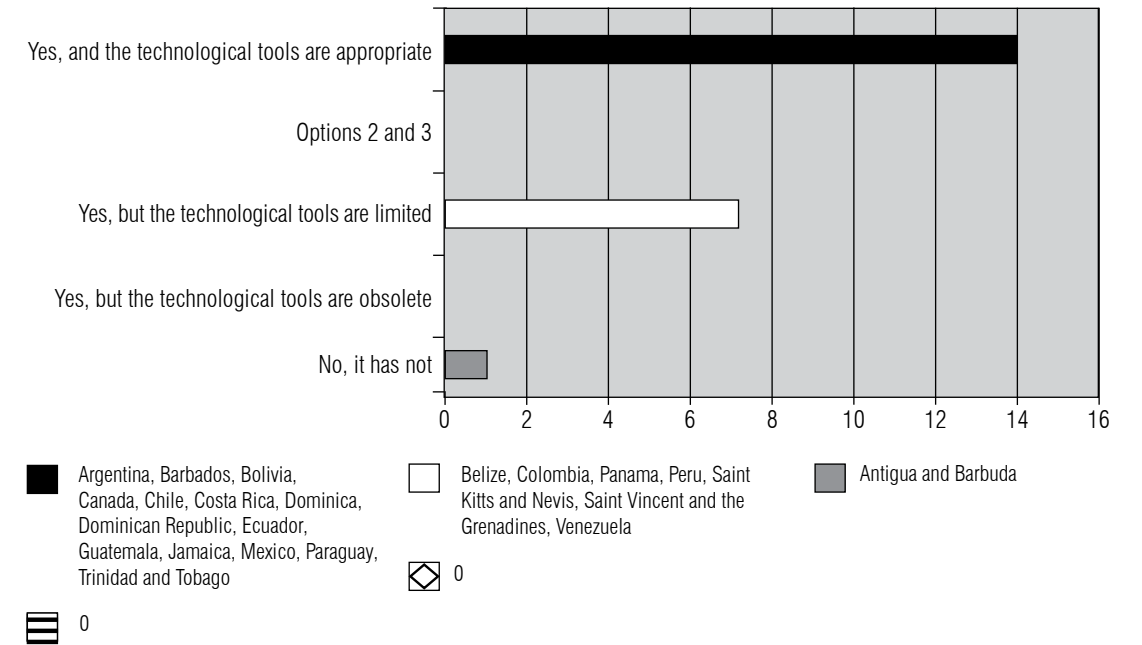 Yes, and the technological tools are appropriate
Options 2 and 3
Yes, but the technological tools are limited
Yes, but the technological tools are obsolete
No, it has not
0 2 4 6 8 10 12 14 16
Argentina, Barbados, Bolivia,
Canada, Chile, Costa Rica, Dominica,
Dominican Republic, Ecuador,
Guatemala, Jamaica, Mexico, Paraguay,
Trinidad and Tobago
0
Belize, Colombia, Panama, Peru, Saint
Kitts and Nevis, Saint Vincent and the
Grenadines, Venezuela
0
Antigua and Barbuda